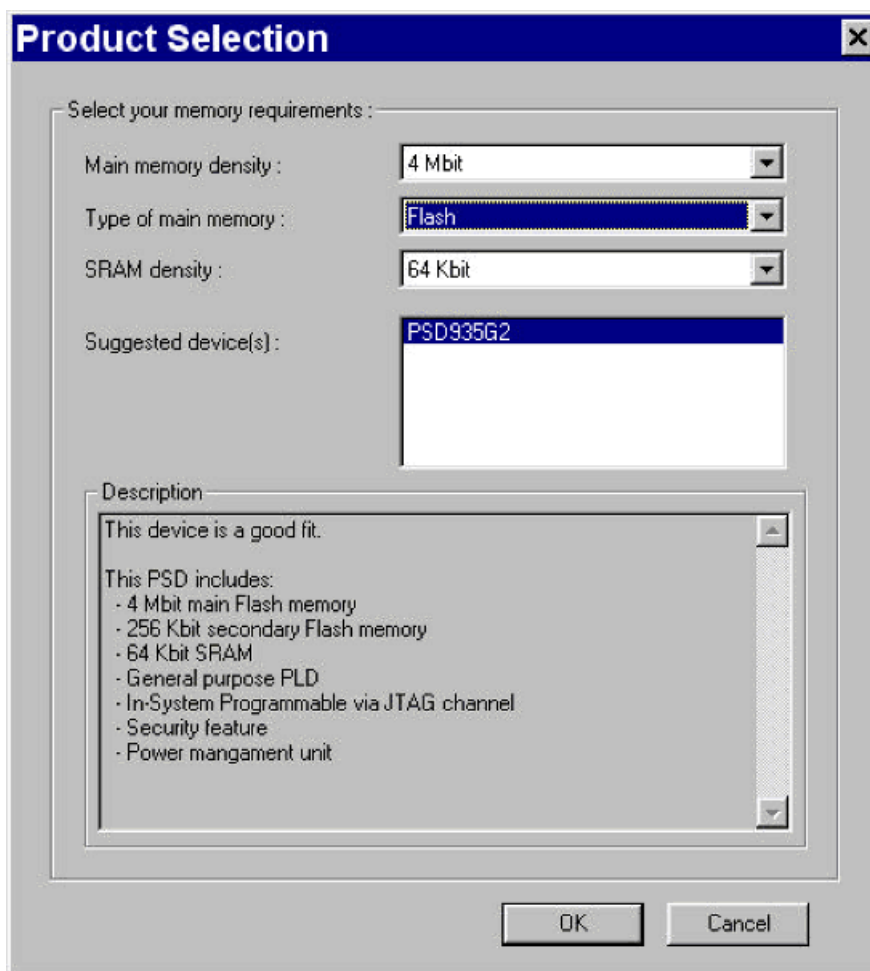 Product Selection
Select your memory requirements :
Main memory density :
4 Mbit
Type of main memory :
Flash
SRAM density :
64 Kbit
Suggested device(s) :
PSD935G2
Description
This device is a good fit.
This PSD includes:
- 4 Mbit main Flash memory
- 256 Kbit secondary Flash memory
- 64 Kbit SRAM
- General purpose PLD
- In-System Programmable via JTAG channel
- Security feature
- Power mangament unit
OK
Cancel